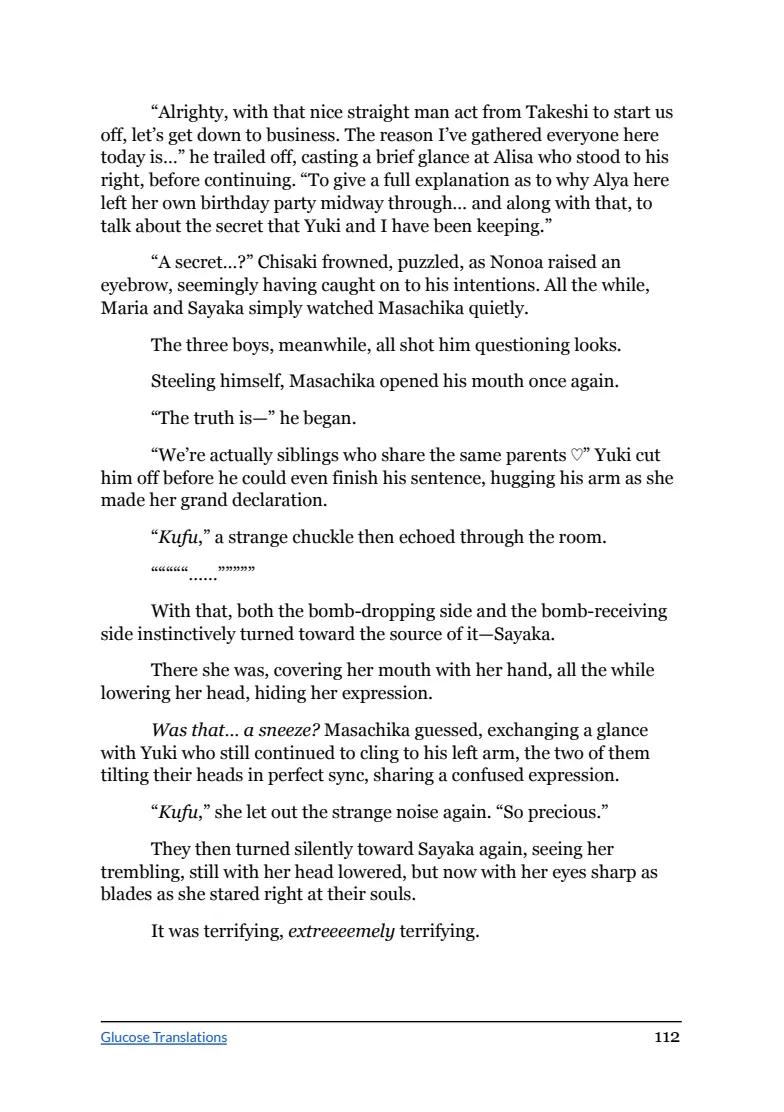 “Alrighty, with that nice straight man act from Takeshi to start us
off, let’s get down to business. The reason I’ve gathered everyone here
today is…” he trailed off, casting a brief glance at Alisa who stood to his
right, before continuing. “To give a full explanation as to why Alya here
left her own birthday party midway through… and along with that, to
talk about the secret that Yuki and I have been keeping.”
“A secret…?” Chisaki frowned, puzzled, as Nonoa raised an
eyebrow, seemingly having caught on to his intentions. All the while,
Maria and Sayaka simply watched Masachika quietly.
The three boys, meanwhile, all shot him questioning looks.
Steeling himself, Masachika opened his mouth once again.
“The truth is—” he began.
“We’re actually siblings who share the same parents ♡” Yuki cut
him off before he could even finish his sentence, hugging his arm as she
made her grand declaration.
“Kufu,” a strange chuckle then echoed through the room.
“““““……”””””
With that, both the bomb-dropping side and the bomb-receiving
side instinctively turned toward the source of it—Sayaka.
There she was, covering her mouth with her hand, all the while
lowering her head, hiding her expression.
Was that… a sneeze? Masachika guessed, exchanging a glance
with Yuki who still continued to cling to his left arm, the two of them
tilting their heads in perfect sync, sharing a confused expression.
“Kufu,” she let out the strange noise again. “So precious.”
They then turned silently toward Sayaka again, seeing her
trembling, still with her head lowered, but now with her eyes sharp as
blades as she stared right at their souls.
It was terrifying, extreeeemely terrifying.
Glucose Translations 112